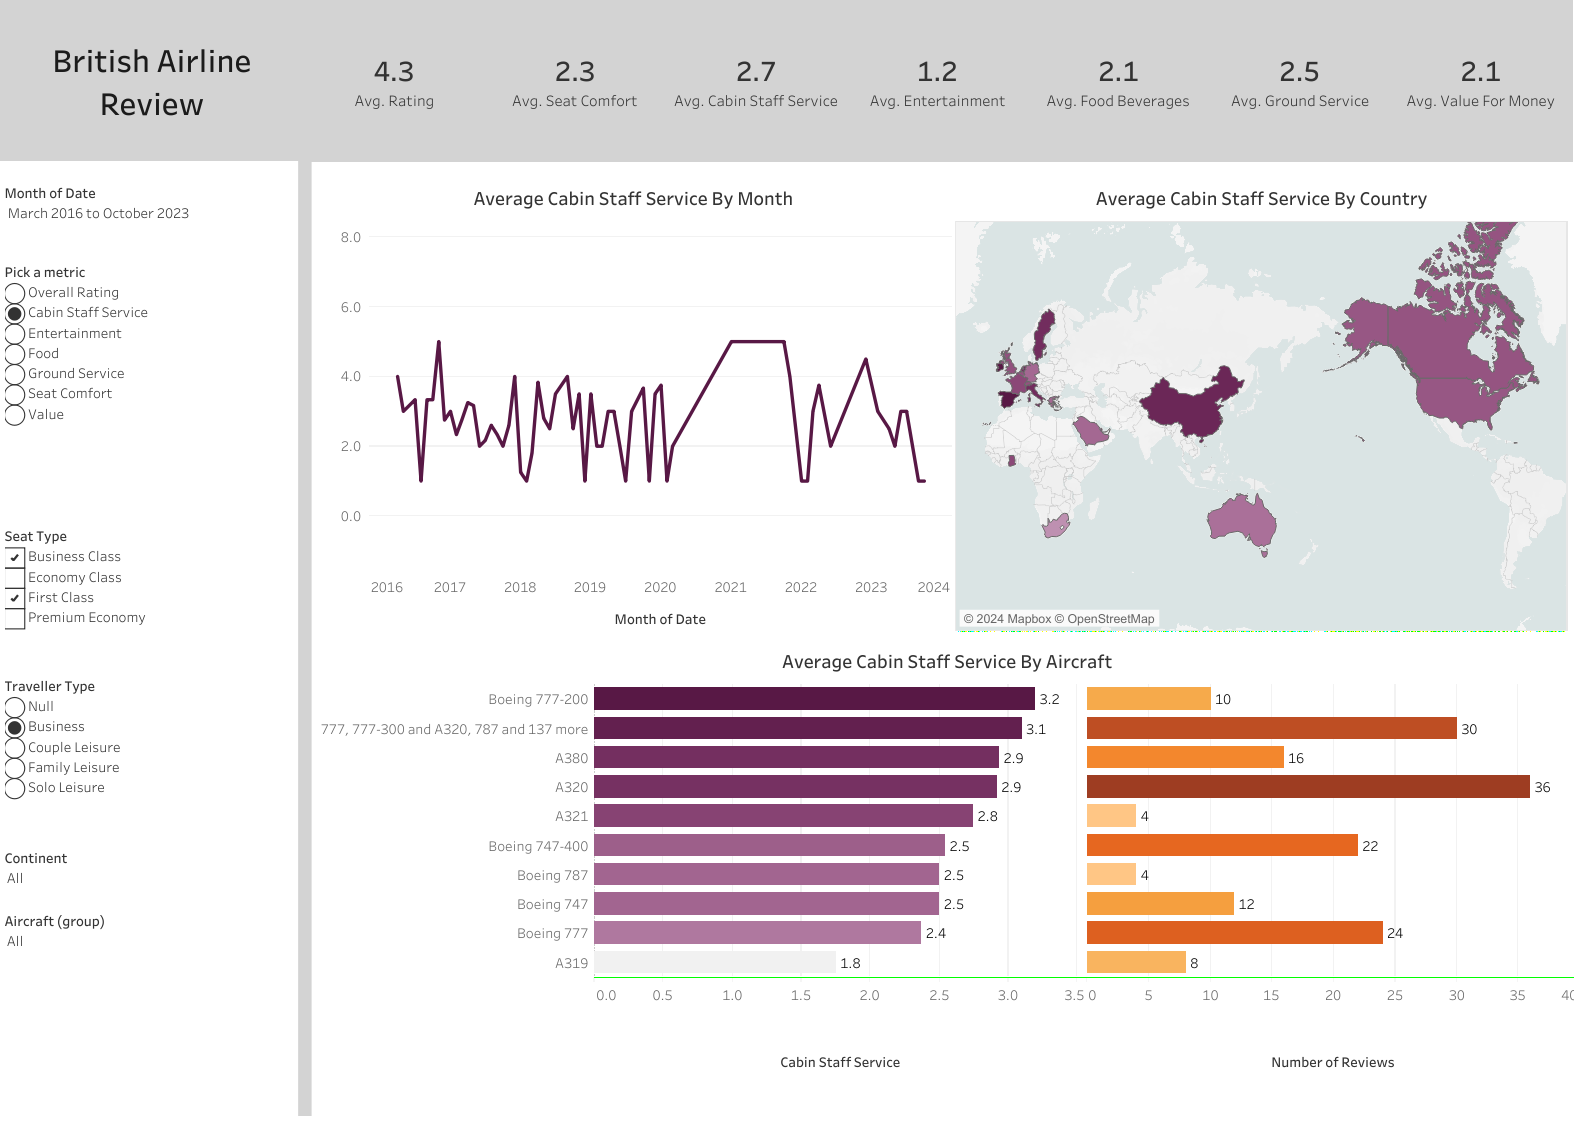 British Airline
Review
4.3
Avg. Rating
2.3
Avg. Seat Comfort
2.7
Avg. Cabin Staff Service
1.2
Avg. Entertainment
2.1
Avg. Food Beverages
2.5
Avg. Ground Service
2.1
Avg. Value For Money
Month of Date
March 2016 to October 2023
Pick a metric
Overall Rating
Cabin Staff Service
Entertainment
Food
Ground Service
Seat Comfort
Value
Seat Type
Business Class
Economy Class
First Class
Premium Economy
Traveller Type
Null
Business
Couple Leisure
Family Leisure
Solo Leisure
Continent
All
Aircraft (group)
All
Average Cabin Staff Service By Month
8.0
6.0
4.0
2.0
0.0
2016 2017 2018 2019 2020 2021 2022 2023 2024
Month of Date
Average Cabin Staff Service By Country
© 2024 Mapbox © OpenStreetMap
Average Cabin Staff Service By Aircraft
Boeing 777-200 3.2 10
777, 777-300 and A320, 787 and 137 more 3.1 30
A380 2.9 16
A320 2.9 36
A321 2.8 4
Boeing 747-400 2.5 22
Boeing 787 2.5 4
Boeing 747 2.5 12
Boeing 777 2.4 24
A319 1.8 8
0.0 0.5 1.0 1.5 2.0 2.5 3.0 3.5 0 5 10 15 20 25 30 35 40
Cabin Staff Service
Number of Reviews